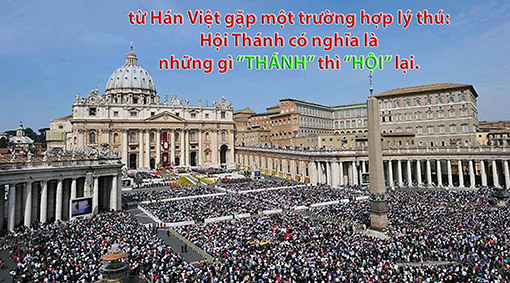 từ Hán Việt gặp một trường hợp lý thú:
Hội Thánh có nghĩa là
những gì "THÁNH" thì "HỘI" lại.